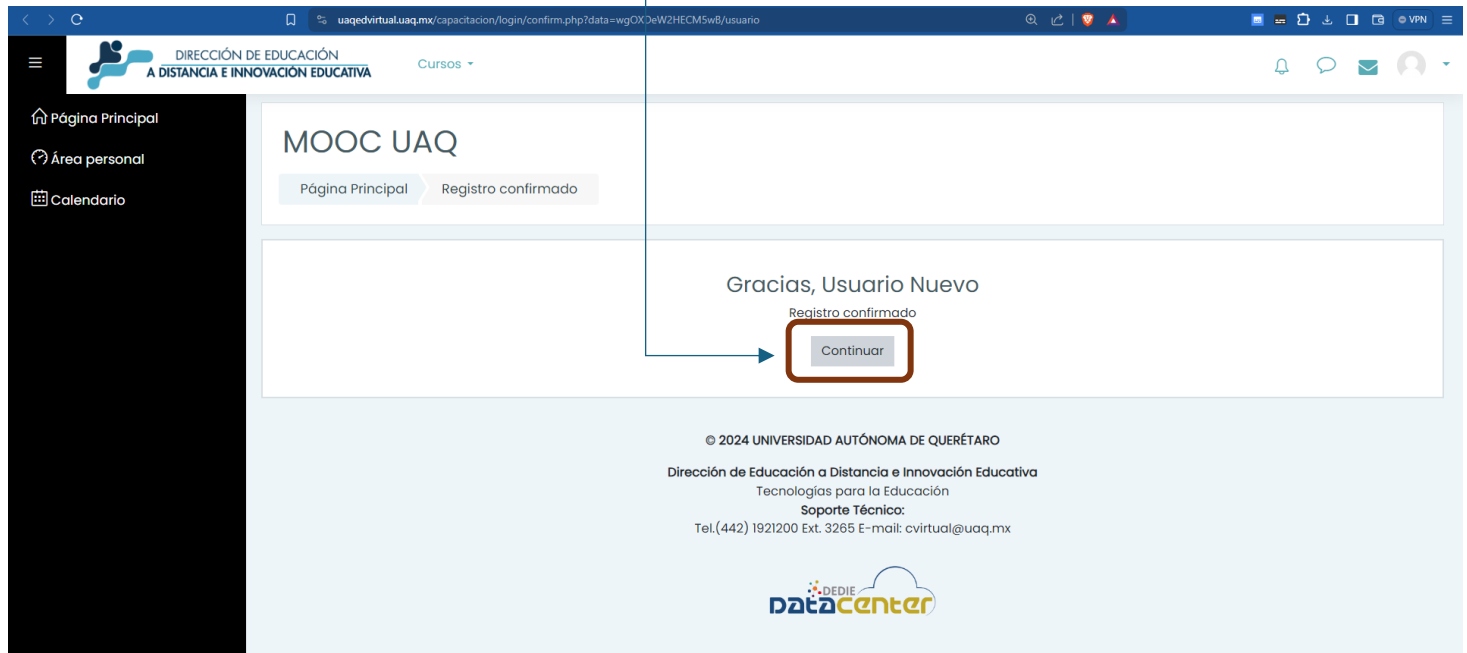 uaqedvirtual.uaq.mx/capacitacion/login/confirm.php?data=wgOXDeW2HECM5wB/usuario
VPN
DIRECCIÓN DE EDUCACIÓN
A DISTANCIA E INNOVACIÓN EDUCATIVA
Cursos
Página Principal
Área personal
Calendario
MOOC UAQ
Página Principal
Registro confirmado
Gracias, Usuario Nuevo
Registro confirmado
Continuar
© 2024 UNIVERSIDAD AUTÓNOMA DE QUERÉTARO
Dirección de Educación a Distancia e Innovación Educativa
Tecnologías para la Educación
Soporte Técnico:
Tel.(442) 1921200 Ext. 3265 E-mail: cvirtual@uaq.mx
DEDIE
Datacenter